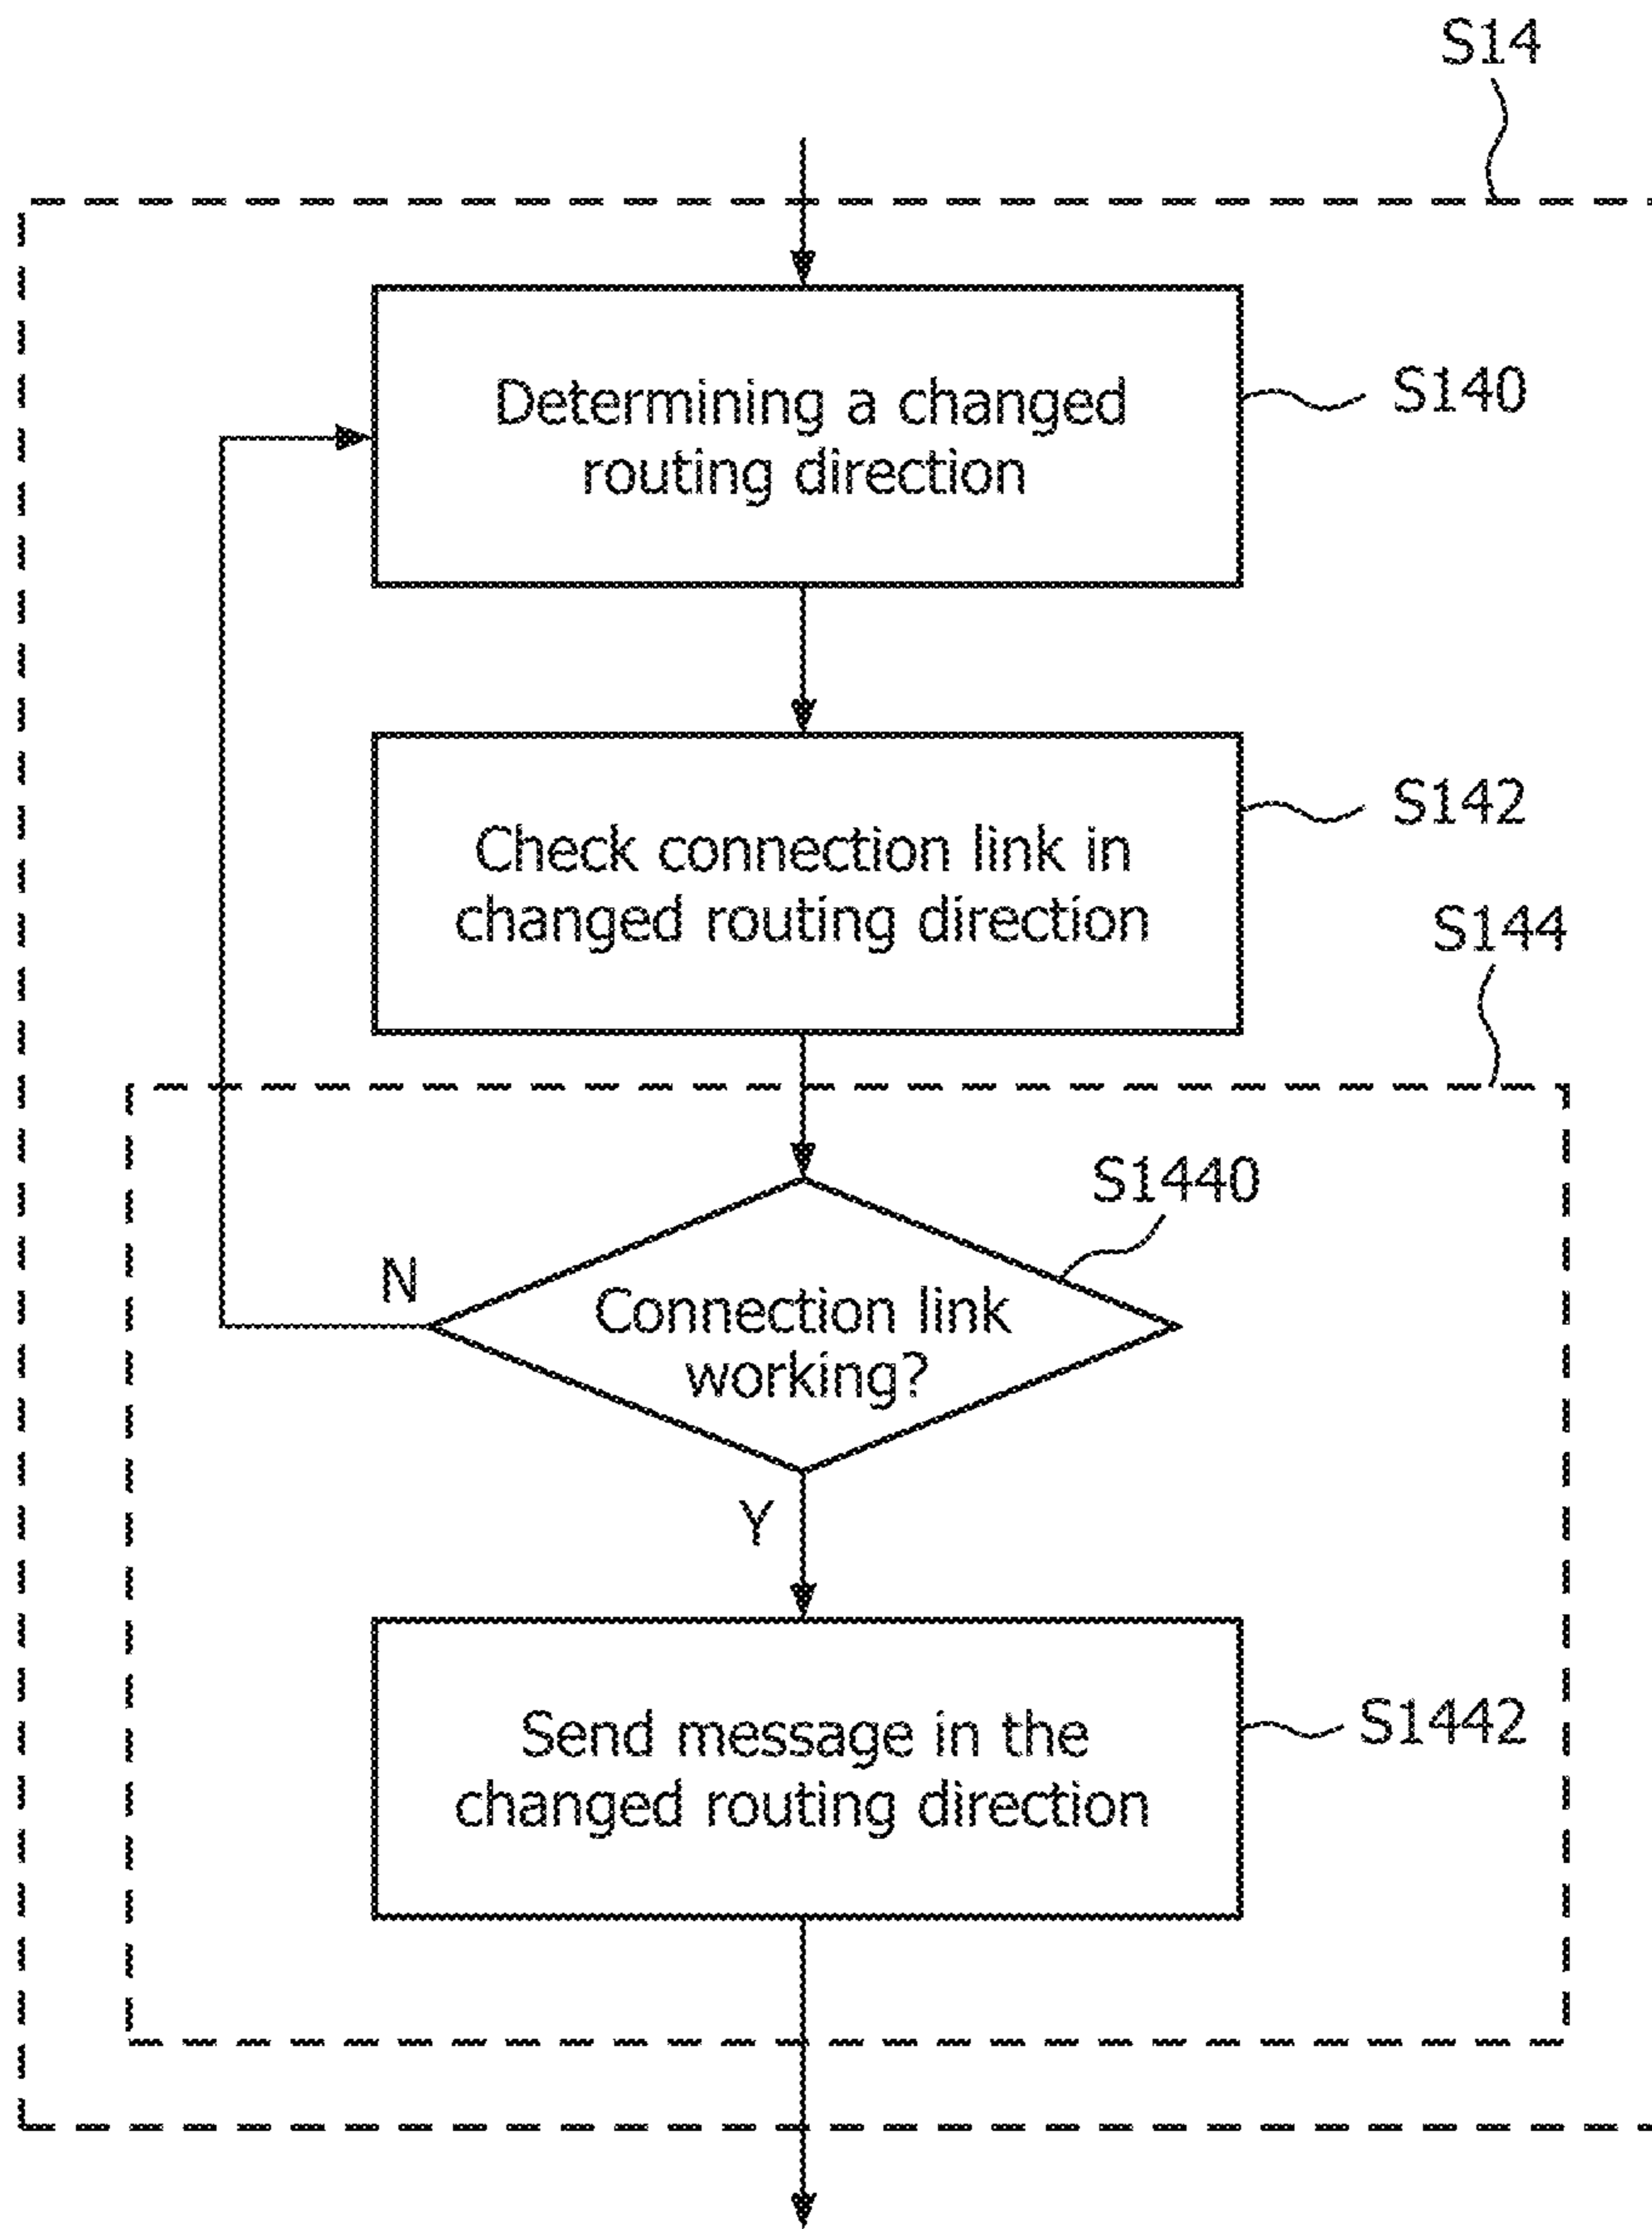 S14
Determining a changed
routing direction
S140
Check connection link in
changed routing direction
S142
S144
S1440
N
Connection link
working?
Y
Send message in the
changed routing direction
S1442